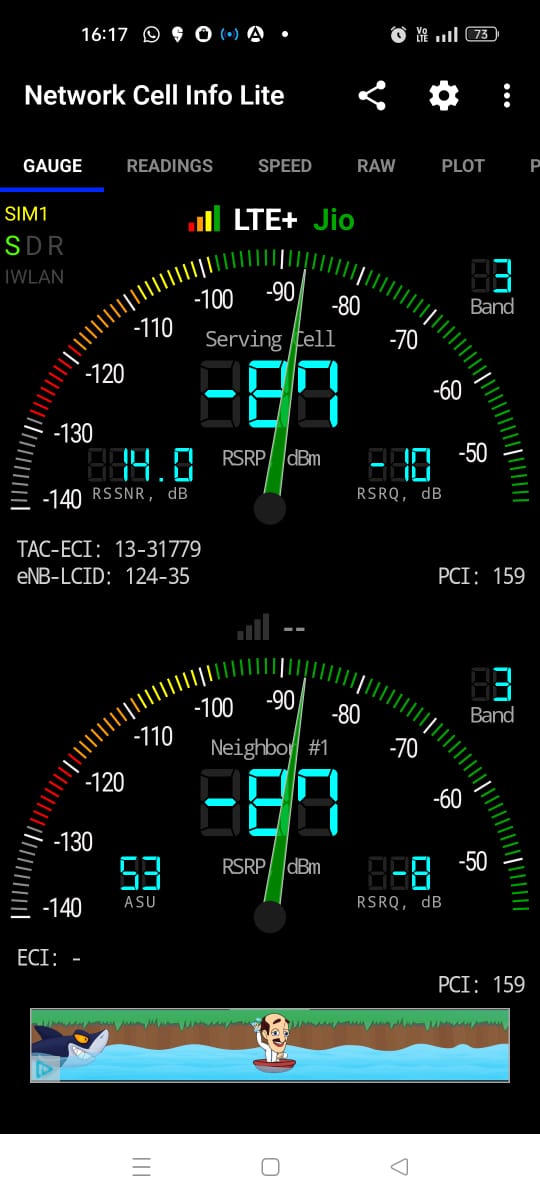 16:17
Vo LTE
73
Network Cell Info Lite
GAUGE READINGS SPEED RAW PLOT P
SIM1
LTE+ Jio
S D R
IWLAN
3
Band
-140 -130 -120 -110 -100 -90 -80 -70 -60 -50
Serving Cell
-87
RSRP dBm
14.0
RSSNR, dB
-10
RSRQ, dB
TAC-ECI: 13-31779
eNB-LCID: 124-35
PCI: 159
--
3
Band
-140 -130 -120 -110 -100 -90 -80 -70 -60 -50
Neighbor #1
-87
RSRP dBm
53
ASU
-8
RSRQ, dB
ECI: -
PCI: 159